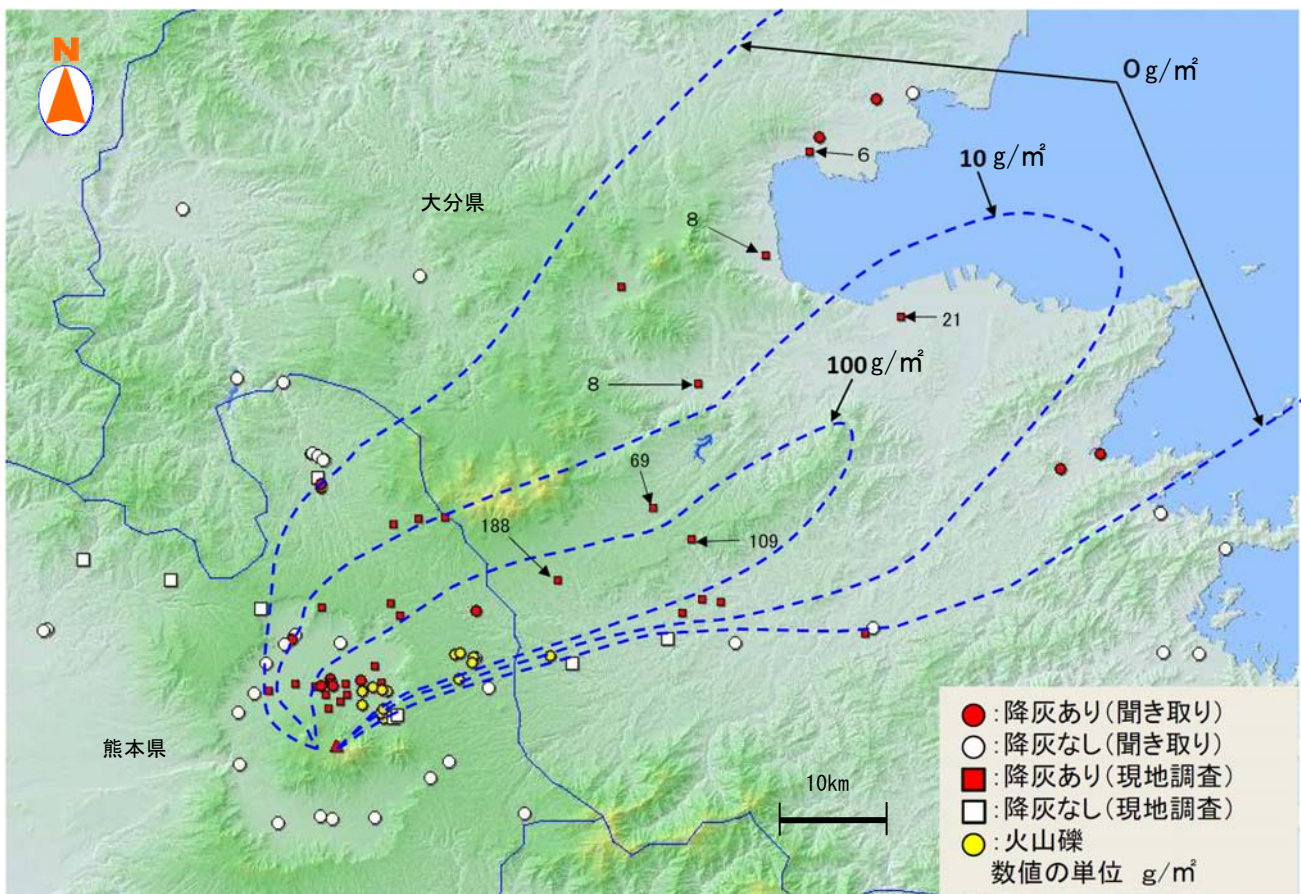 N
0 g/㎡
6
10 g/㎡
大分県
8
21
100 g/㎡
8
69
188
109
熊本県
10km
:降灰あり(聞き取り)
:降灰なし(聞き取り)
:降灰あり(現地調査)
:降灰なし(現地調査)
:火山礫
数値の単位 g/㎡